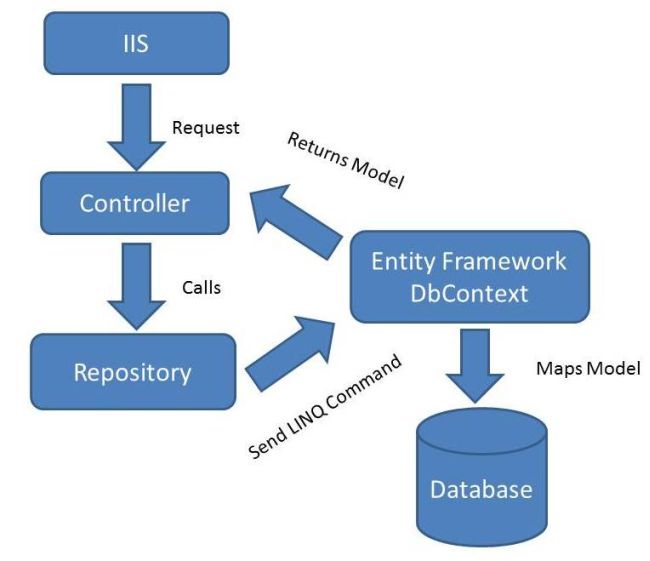 IIS
Request
Returns Model
Controller
Entity Framework
DbContext
Calls
Repository
Send LINQ Command
Maps Model
Database